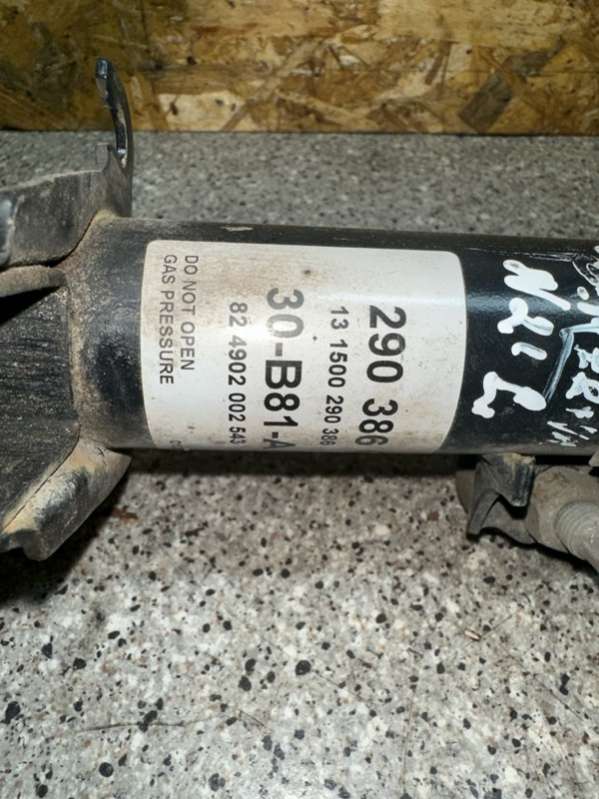 290 386
13 1500 290 386
30-B81-A
82 4902 002 543
DO NOT OPEN
GAS PRESSURE